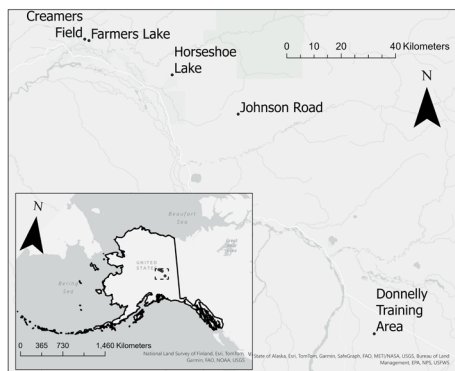 Creamers
Field
Farmers Lake
Horseshoe
Lake
0 10 20 40 Kilometers
N
Johnson Road
N
Beaufort
Sea
UNITED
STATES
Bering
Sea
0 365 730 1,460 Kilometers
National Land Survey of Finland, Esri, TomTom,
Garmin, FAO, NOAA, USGS
Donnelly
Training
Area
State of Alaska, Esri, TomTom, Garmin, SafeGraph, FAO, METI/NASA, USGS, Bureau of Land
Management, EPA, NPS, USFWS